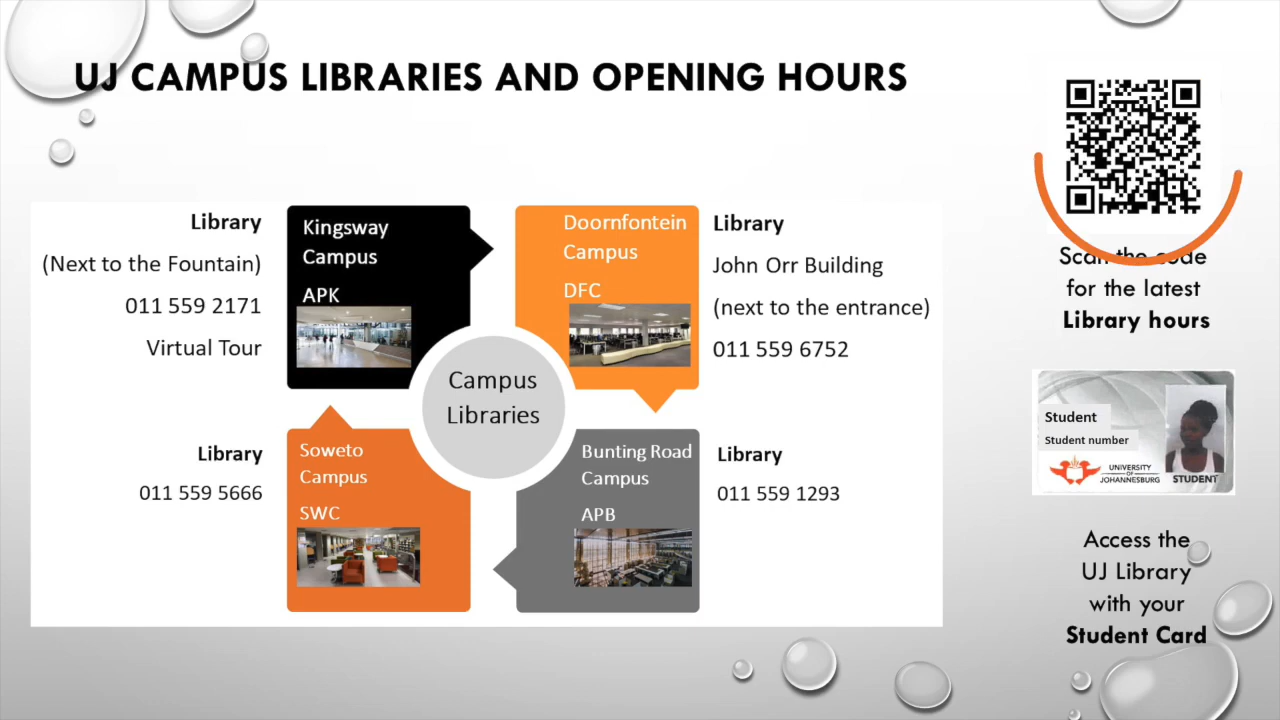 UJ CAMPUS LIBRARIES AND OPENING HOURS
Library
(Next to the Fountain)
011 559 2171
Virtual Tour
Kingsway
Campus
APK
Doornfontein
Campus
DFC
Library
John Orr Building
(next to the entrance)
011 559 6752
Campus
Libraries
Library
011 559 5666
Soweto
Campus
SWC
Bunting Road
Campus
APB
Library
011 559 1293
Scan the code
for the latest
Library hours
Student
Student number
UNIVERSITY
OF
JOHANNESBURG
STUDENT
Access the
UJ Library
with your
Student Card